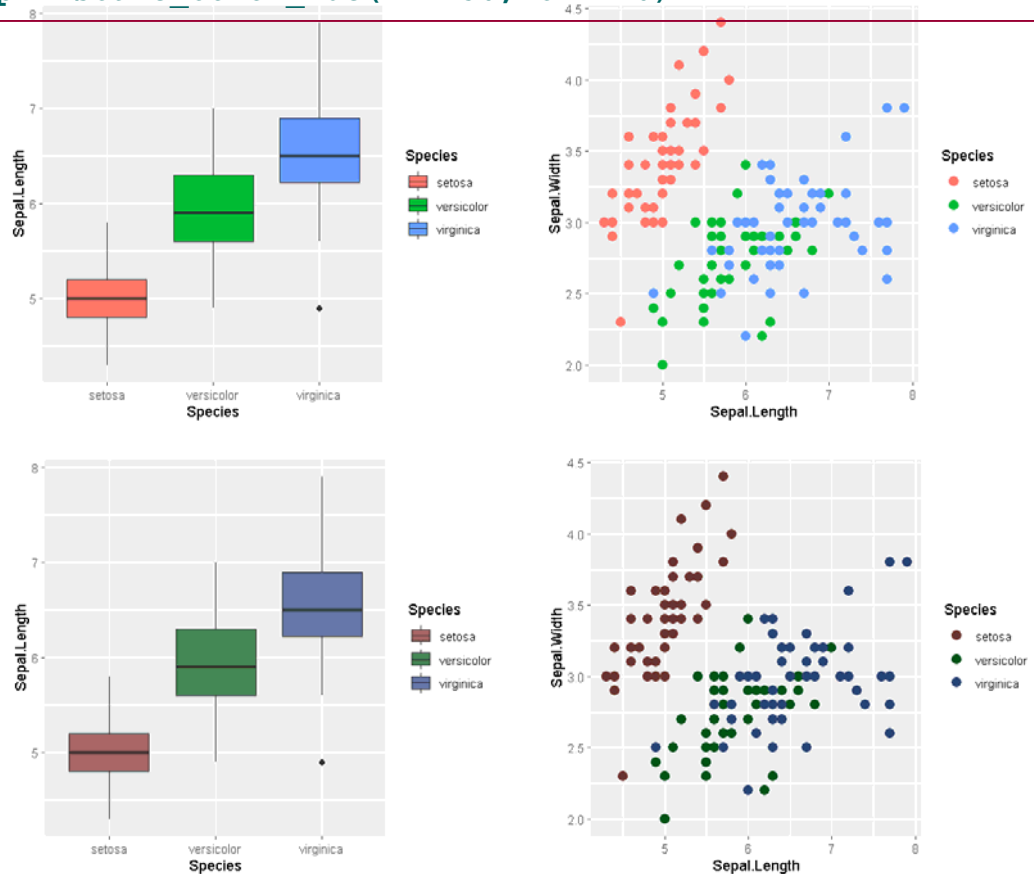 8
7
6
5
Sepal.Length
setosa
versicolor
virginica
Species
Species
setosa
versicolor
virginica
4.5
4.0
3.5
3.0
2.5
2.0
Sepal.Width
5
6
7
8
Sepal.Length
Species
setosa
versicolor
virginica
8
7
6
5
Sepal.Length
setosa
versicolor
virginica
Species
Species
setosa
versicolor
virginica
4.5
4.0
3.5
3.0
2.5
2.0
Sepal.Width
5
6
7
8
Sepal.Length
Species
setosa
versicolor
virginica